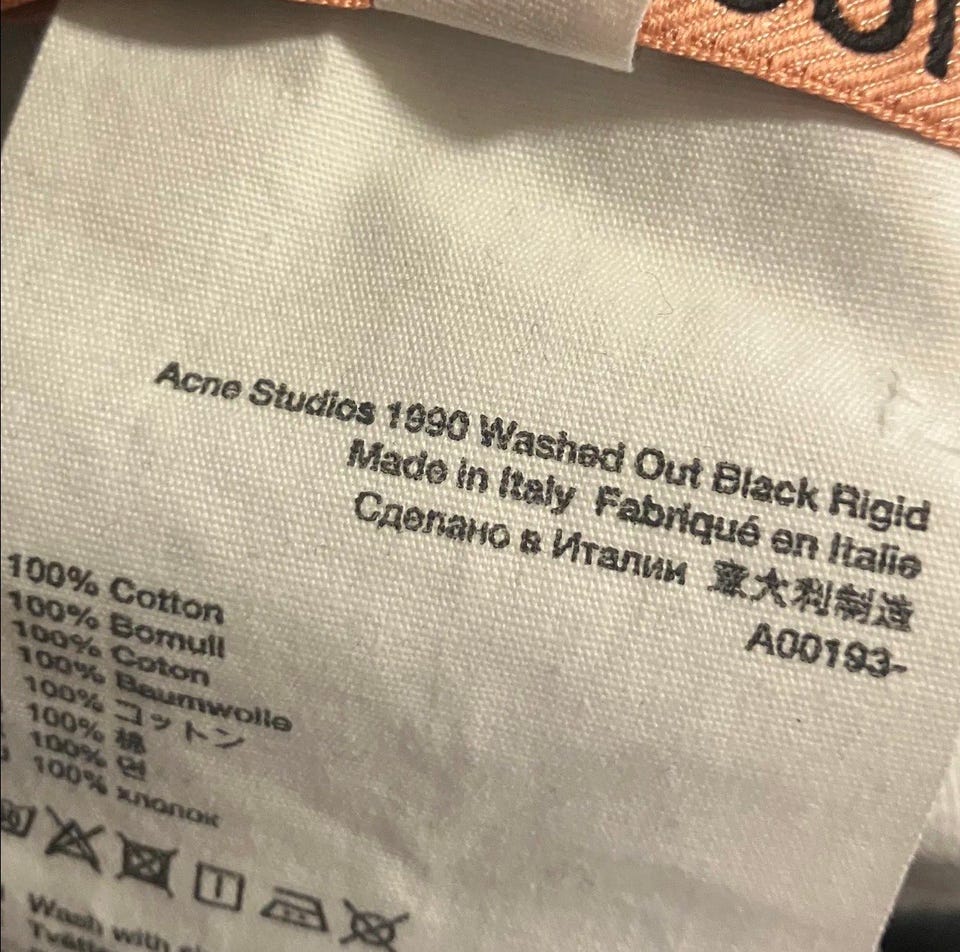 Acne Studios 1990 Washed Out Black Rigid
Made in Italy Fabriqué en Italie
Сделано в Италии 意大利制造
A00193-
100% Cotton
100% Bomull
100% Coton
100% Baumwolle
100% コットン
100% 棉
100% 면
100% хлопок
Wash with